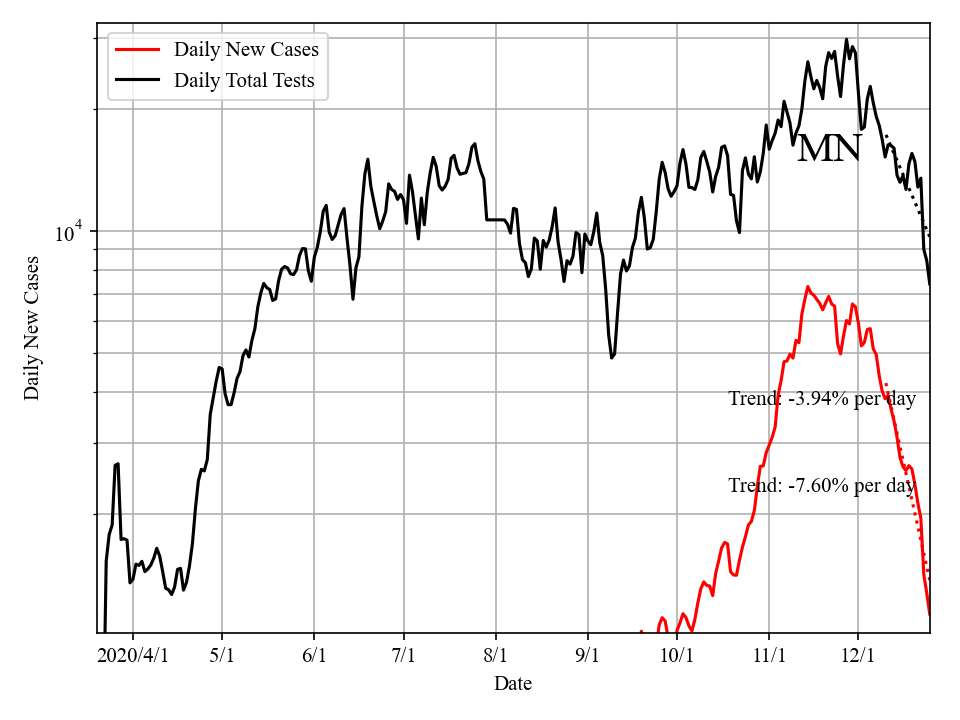 Daily New Cases
Daily Total Tests
MN
10^4
Daily New Cases
Trend: -3.94% per day
Trend: -7.60% per day
2020/4/1 5/1 6/1 7/1 8/1 9/1 10/1 11/1 12/1
Date